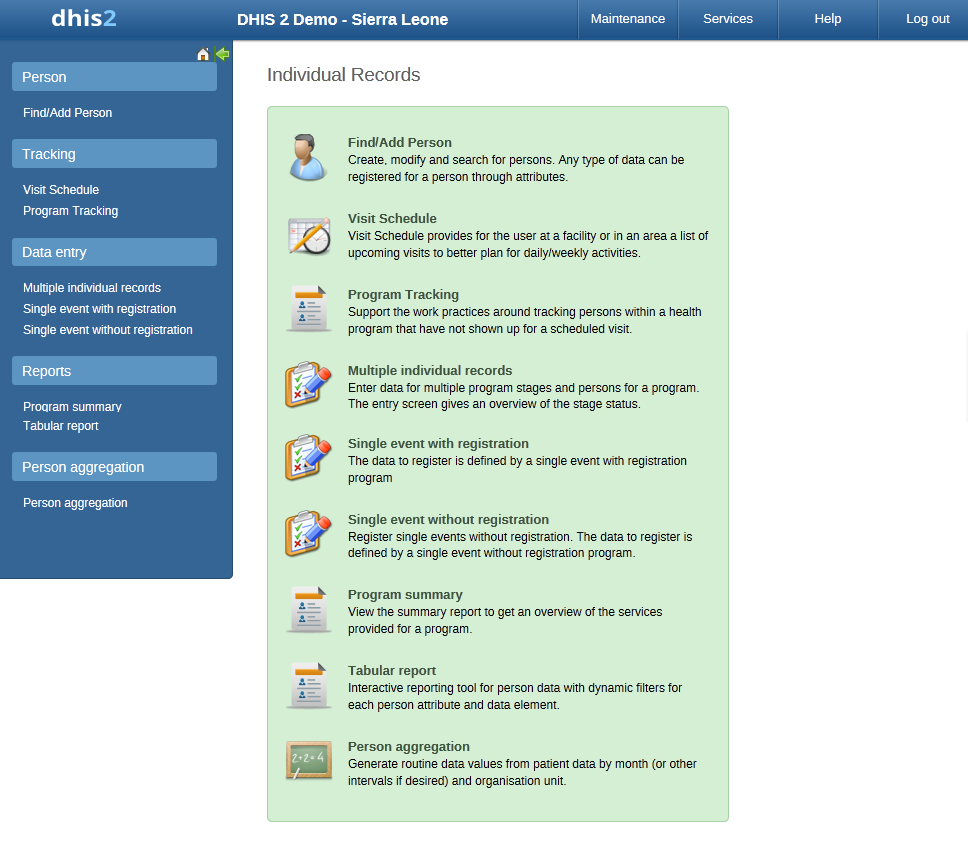 dhis2
DHIS 2 Demo - Sierra Leone
Maintenance
Services
Help
Log out
Person
Find/Add Person
Tracking
Visit Schedule
Program Tracking
Data entry
Multiple individual records
Single event with registration
Single event without registration
Reports
Program summary
Tabular report
Person aggregation
Person aggregation
Individual Records
Find/Add Person
Create, modify and search for persons. Any type of data can be
registered for a person through attributes.
Visit Schedule
Visit Schedule provides for the user at a facility or in an area a list of
upcoming visits to better plan for daily/weekly activities.
Program Tracking
Support the work practices around tracking persons within a health
program that have not shown up for a scheduled visit.
Multiple individual records
Enter data for multiple program stages and persons for a program.
The entry screen gives an overview of the stage status.
Single event with registration
The data to register is defined by a single event with registration
program
Single event without registration
Register single events without registration. The data to register is
defined by a single event without registration program.
Program summary
View the summary report to get an overview of the services
provided for a program.
Tabular report
Interactive reporting tool for person data with dynamic filters for
each person attribute and data element.
2+2=4
Person aggregation
Generate routine data values from patient data by month (or other
intervals if desired) and organisation unit.